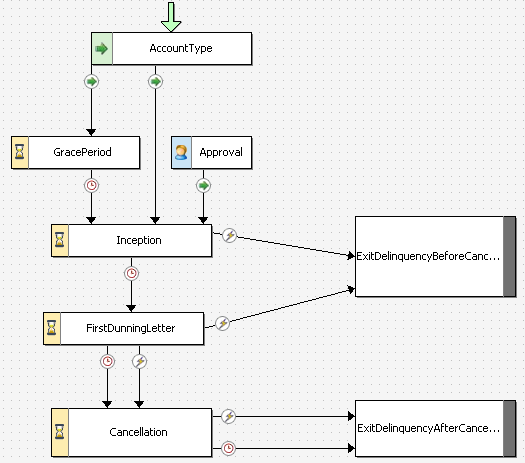 AccountType
GracePeriod
Approval
Inception
ExitDelinquencyBeforeCanc...
FirstDunningLetter
Cancellation
ExitDelinquencyAfterCance...